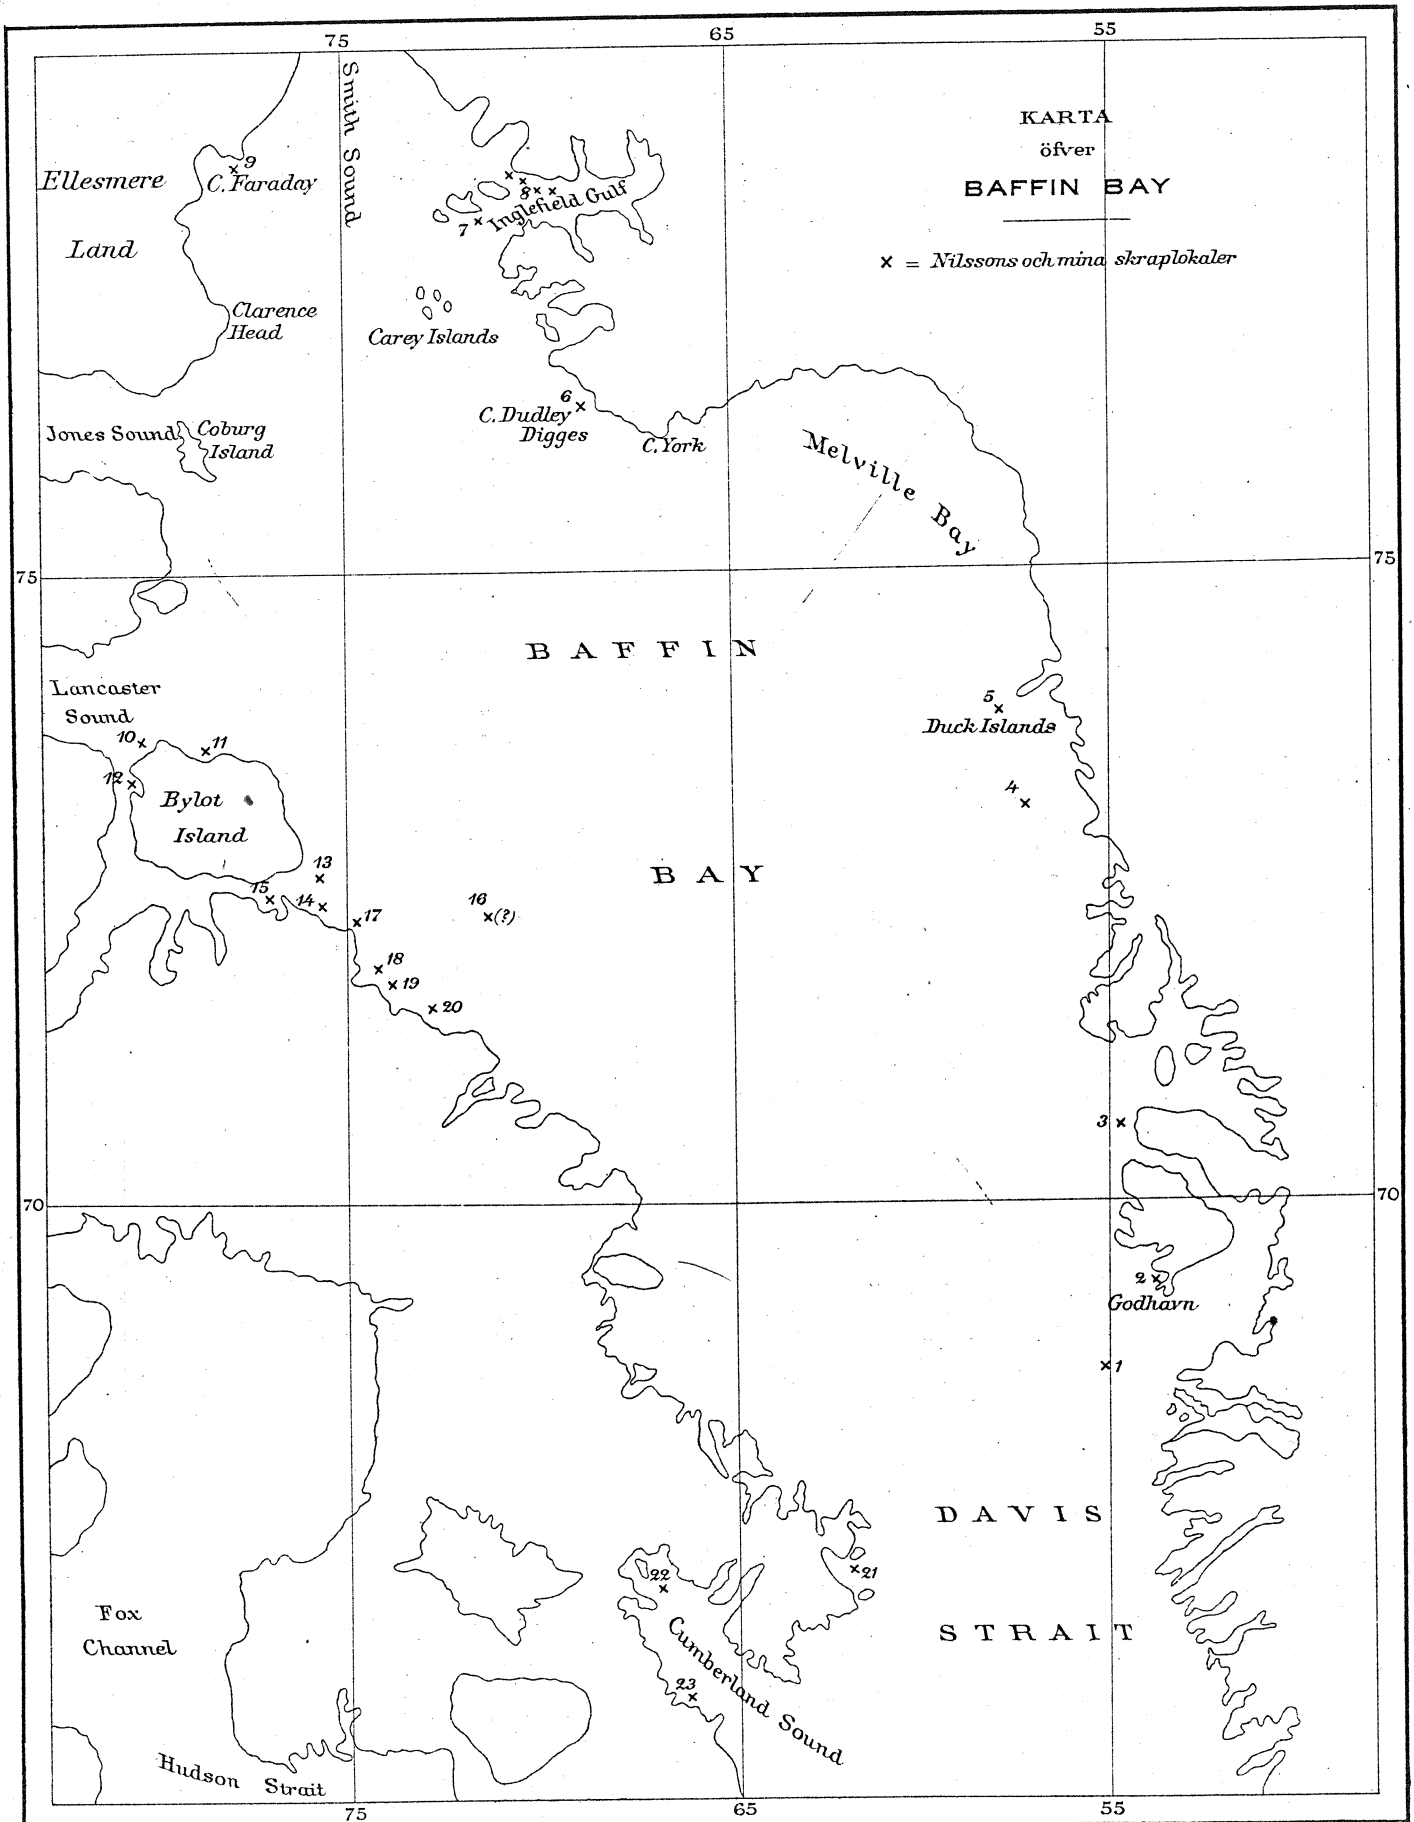 75
65
55
KARTA
öfver
BAFFIN BAY
× = Nilssons och mina skraplokaler
Smith Sound
Ellesmere
Land
9
C. Faraday
8
Inglefield Gulf
7
Clarence
Head
Carey Islands
6
C. Dudley
Digges
C. York
Jones Sound
Coburg
Island
Melville Bay
75
75
BAFFIN
Lancaster
Sound
5
Duck Islands
10
11
12
4
Bylot
Island
BAY
13
15
14
16
(?)
17
18
19
20
3
70
70
2
Godhavn
1
DAVIS
21
22
Fox
Channel
STRAIT
Cumberland Sound
23
Hudson Strait
75
65
55